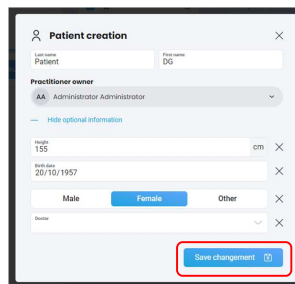 Patient creation
Last name
Patient
First name
DG
Practitioner owner
AA Administrator Administrator
Hide optional information
Height
155 cm
Birth date
20/10/1957
Male Female Other
Doctor
Save changement